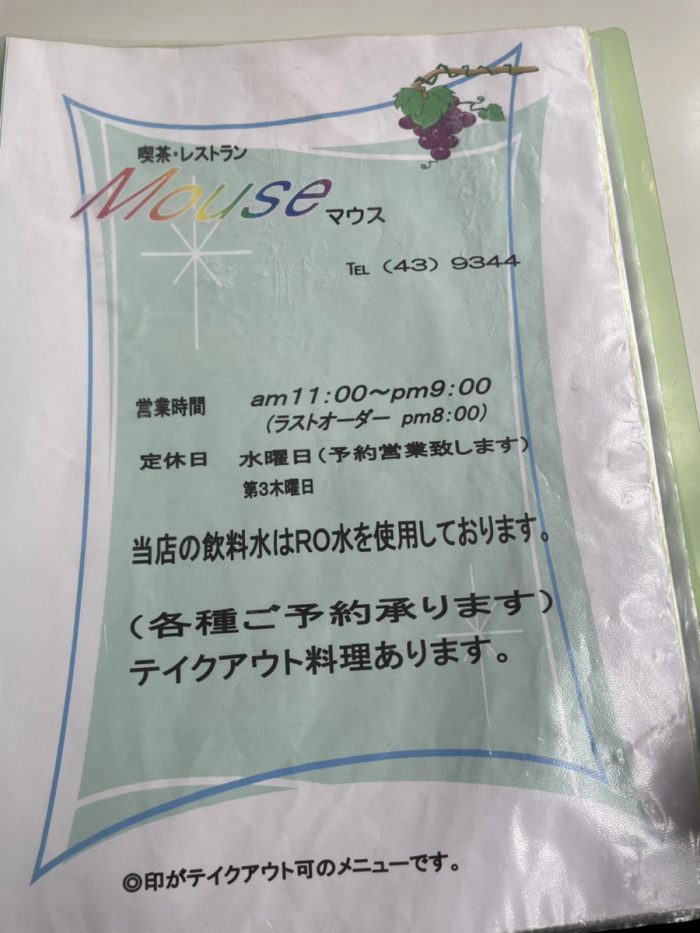 喫茶・レストラン
Mouse マウス
TEL (43) 9344
営業時間 am11:00～pm9:00
(ラストオーダー pm8:00)
定休日 水曜日(予約営業致します)
第3木曜日
当店の飲料水はRO水を使用しております。
(各種ご予約承ります)
テイクアウト料理あります。
◎印がテイクアウト可のメニューです。